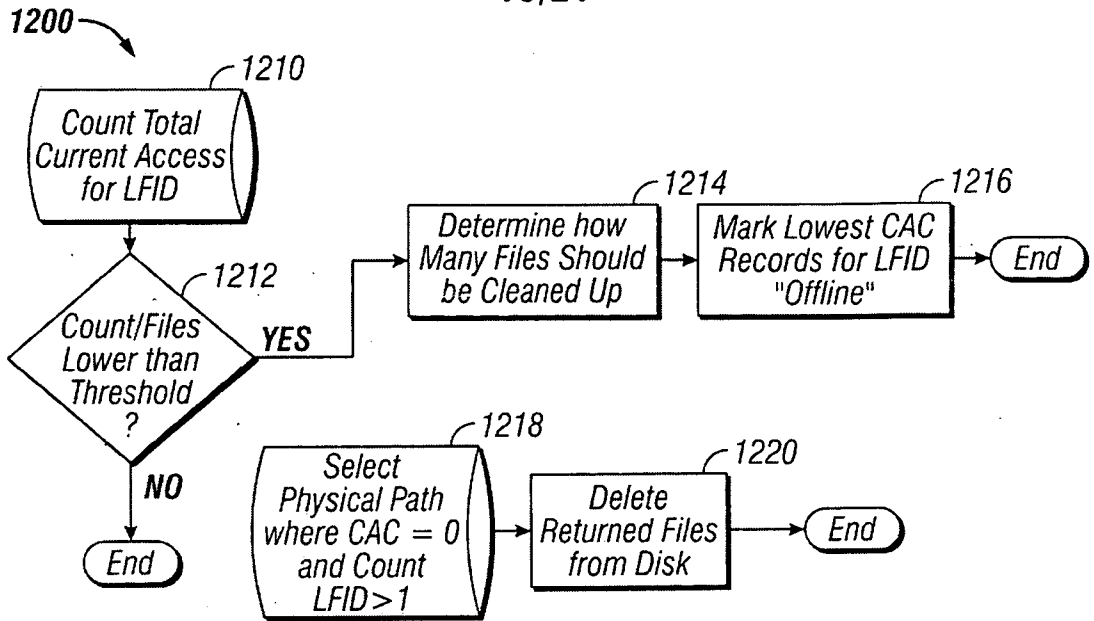 1200
1210
Count Total
Current Access
for LFID
1212
Count/Files
Lower than
Threshold
?
YES
NO
End
1214
Determine how
Many Files Should
be Cleaned Up
1216
Mark Lowest CAC
Records for LFID
"Offline"
End
1218
Select
Physical Path
where CAC = 0
and Count
LFID>1
1220
Delete
Returned Files
from Disk
End